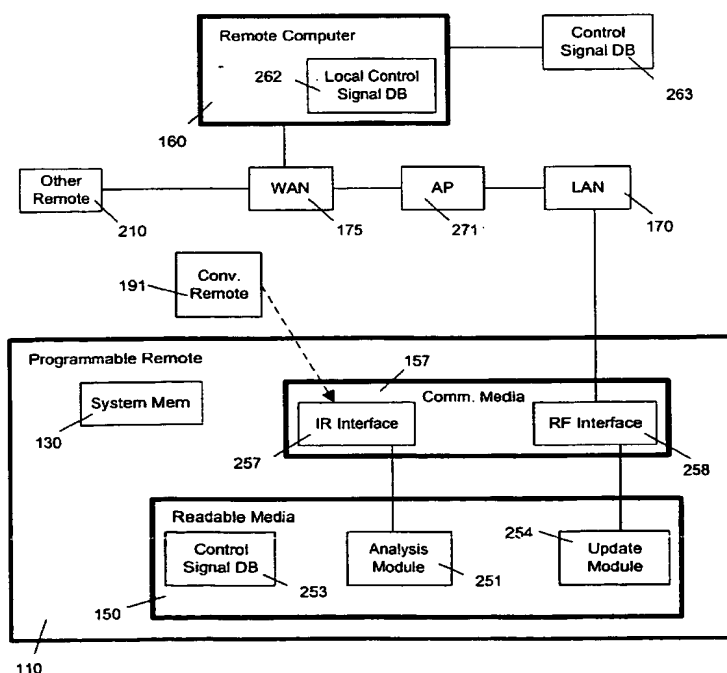 Remote Computer
Control
Signal DB
262
Local Control
Signal DB
263
160
Other
Remote
WAN
AP
LAN
210
175
271
170
Conv.
Remote
191
Programmable Remote
157
System Mem
Comm. Media
IR Interface
RF Interface
130
257
258
Readable Media
Control
Signal DB
Analysis
Module
254
Update
Module
253
251
150
110